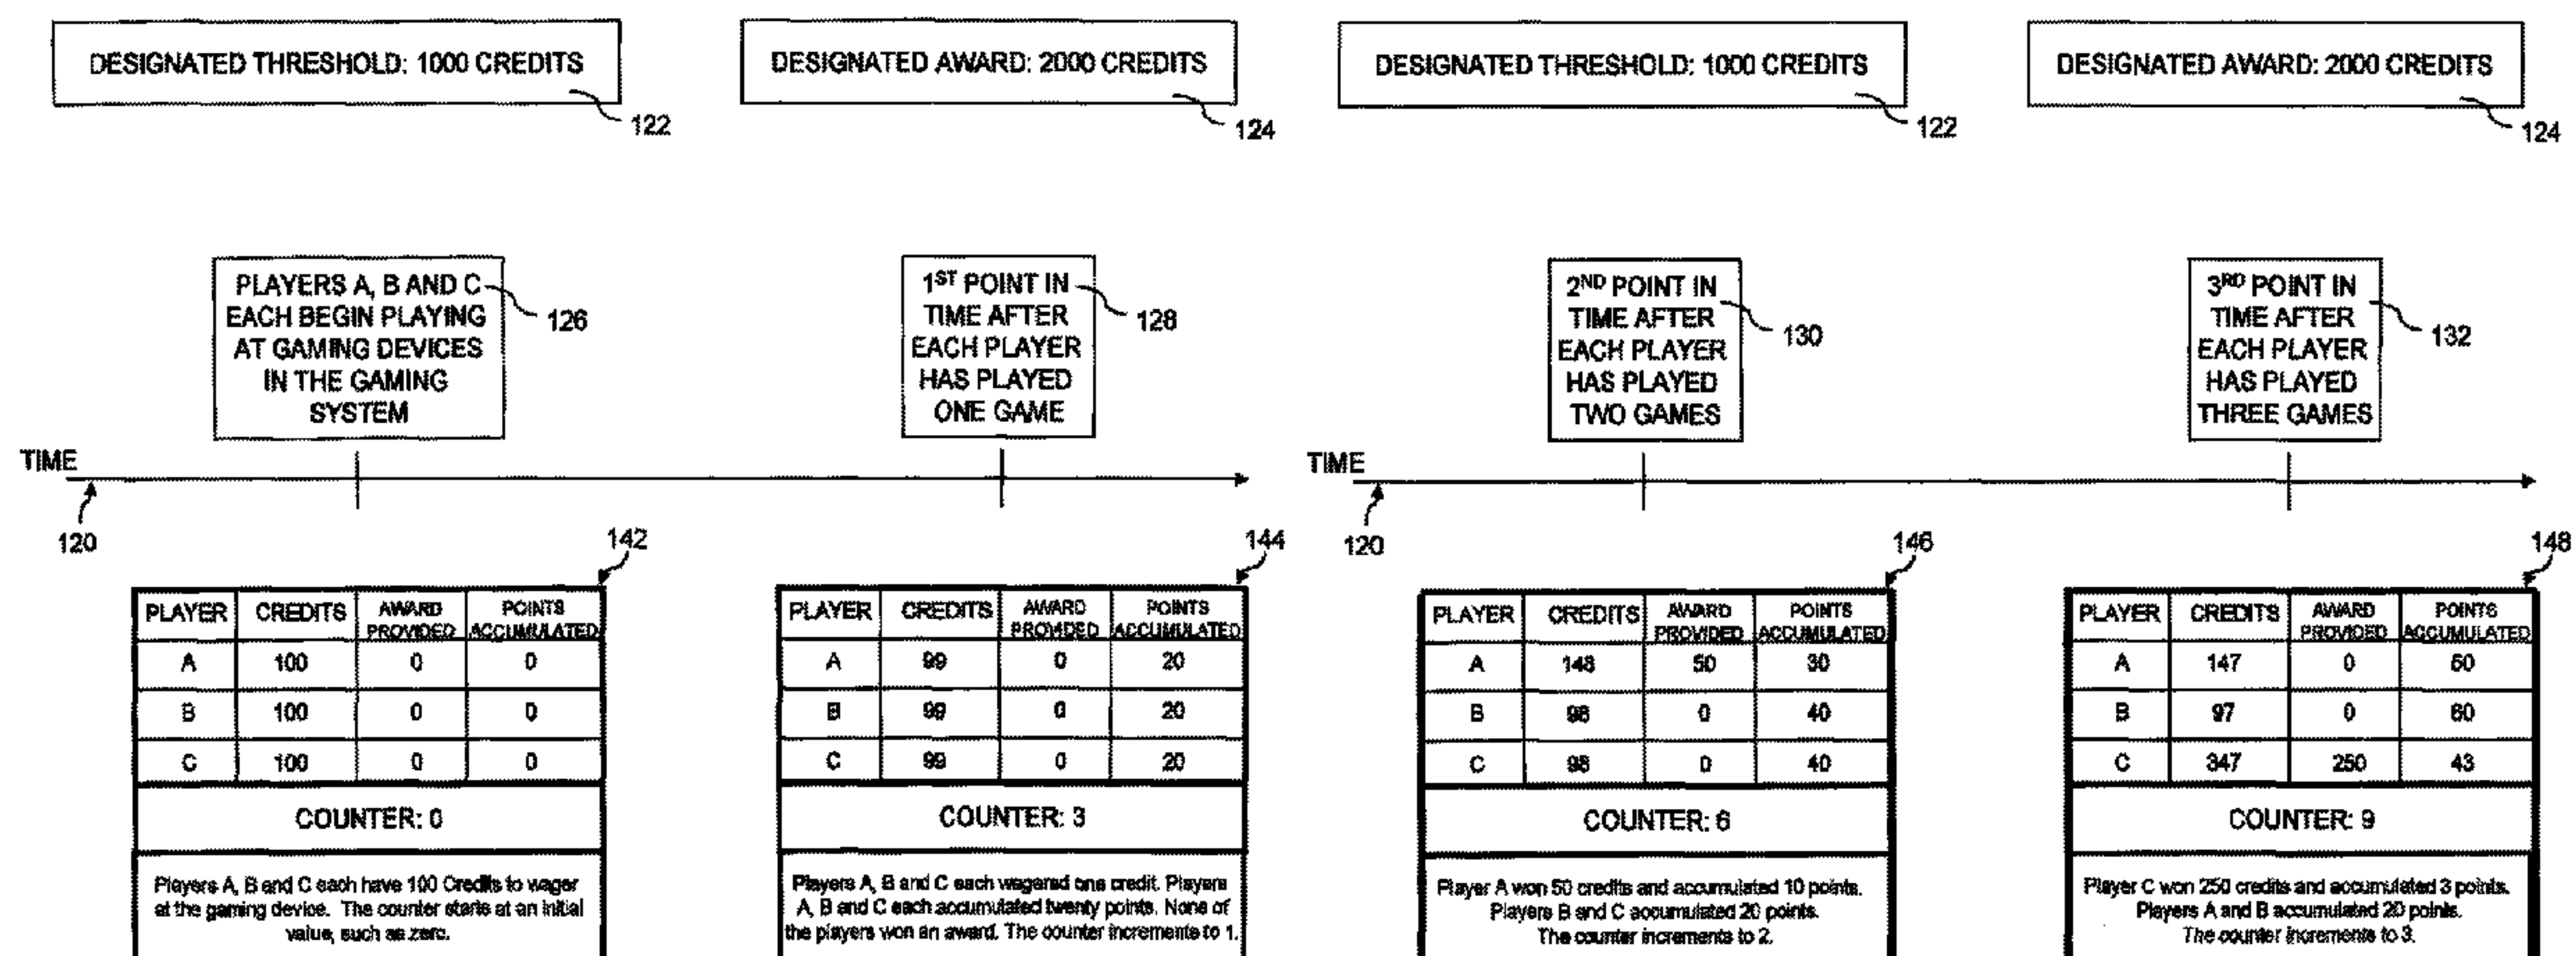 DESIGNATED THRESHOLD: 1000 CREDITS
122
DESIGNATED AWARD: 2000 CREDITS
124
DESIGNATED THRESHOLD: 1000 CREDITS
122
DESIGNATED AWARD: 2000 CREDITS
124
PLAYERS A, B AND C
EACH BEGIN PLAYING
AT GAMING DEVICES
IN THE GAMING
SYSTEM
126
1ST POINT IN
TIME AFTER
EACH PLAYER
HAS PLAYED
ONE GAME
128
2ND POINT IN
TIME AFTER
EACH PLAYER
HAS PLAYED
TWO GAMES
130
3RD POINT IN
TIME AFTER
EACH PLAYER
HAS PLAYED
THREE GAMES
132
TIME
120
TIME
120
142
PLAYER CREDITS AWARD PROVIDED POINTS ACCUMULATED
A 100 0 0
B 100 0 0
C 100 0 0
COUNTER: 0
Players A, B and C each have 100 Credits to wager
at the gaming device. The counter starts at an initial
value, such as zero.
144
PLAYER CREDITS AWARD PROVIDED POINTS ACCUMULATED
A 99 0 20
B 99 0 20
C 99 0 20
COUNTER: 3
Players A, B and C each wagered one credit. Players
A, B and C each accumulated twenty points. None of
the players won an award. The counter increments to 1.
146
PLAYER CREDITS AWARD PROVIDED POINTS ACCUMULATED
A 148 50 30
B 98 0 40
C 98 0 40
COUNTER: 6
Player A won 50 credits and accumulated 10 points.
Players B and C accumulated 20 points.
The counter increments to 2.
148
PLAYER CREDITS AWARD PROVIDED POINTS ACCUMULATED
A 147 0 50
B 97 0 60
C 347 250 43
COUNTER: 9
Player C won 250 credits and accumulated 3 points.
Players A and B accumulated 20 points.
The counter increments to 3.